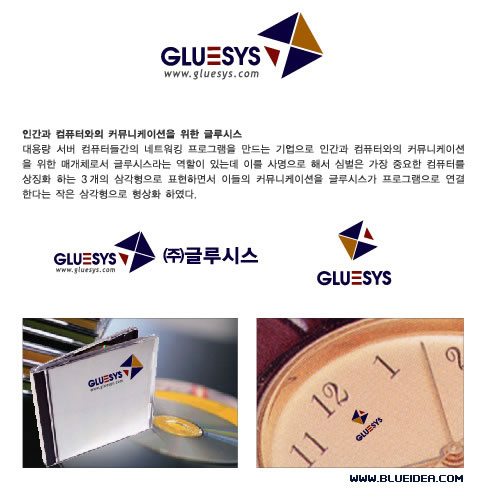 GLUESYS
www.gluesys.com
인간과 컴퓨터와의 커뮤니케이션을 위한 글루시스
대용량 서버 컴퓨터들간의 네트워킹 프로그램을 만드는 기업으로 인간과 컴퓨터와의 커뮤니케이션
을 위한 매개체로서 글루시스라는 역할이 있는데 이를 사명으로 해서 심벌은 가장 중요한 컴퓨터를
상징화 하는 3개의 삼각형으로 표현하면서 이들의 커뮤니케이션을 글루시스가 프로그램으로 연결
한다는 작은 삼각형으로 형상화 하였다.
GLUESYS
www.gluesys.com
(주)글루시스
GLUESYS
GLUESYS
www.gluesys.com
12
1
11
10
GLUESYS
WWW.BLUEIDEA.COM